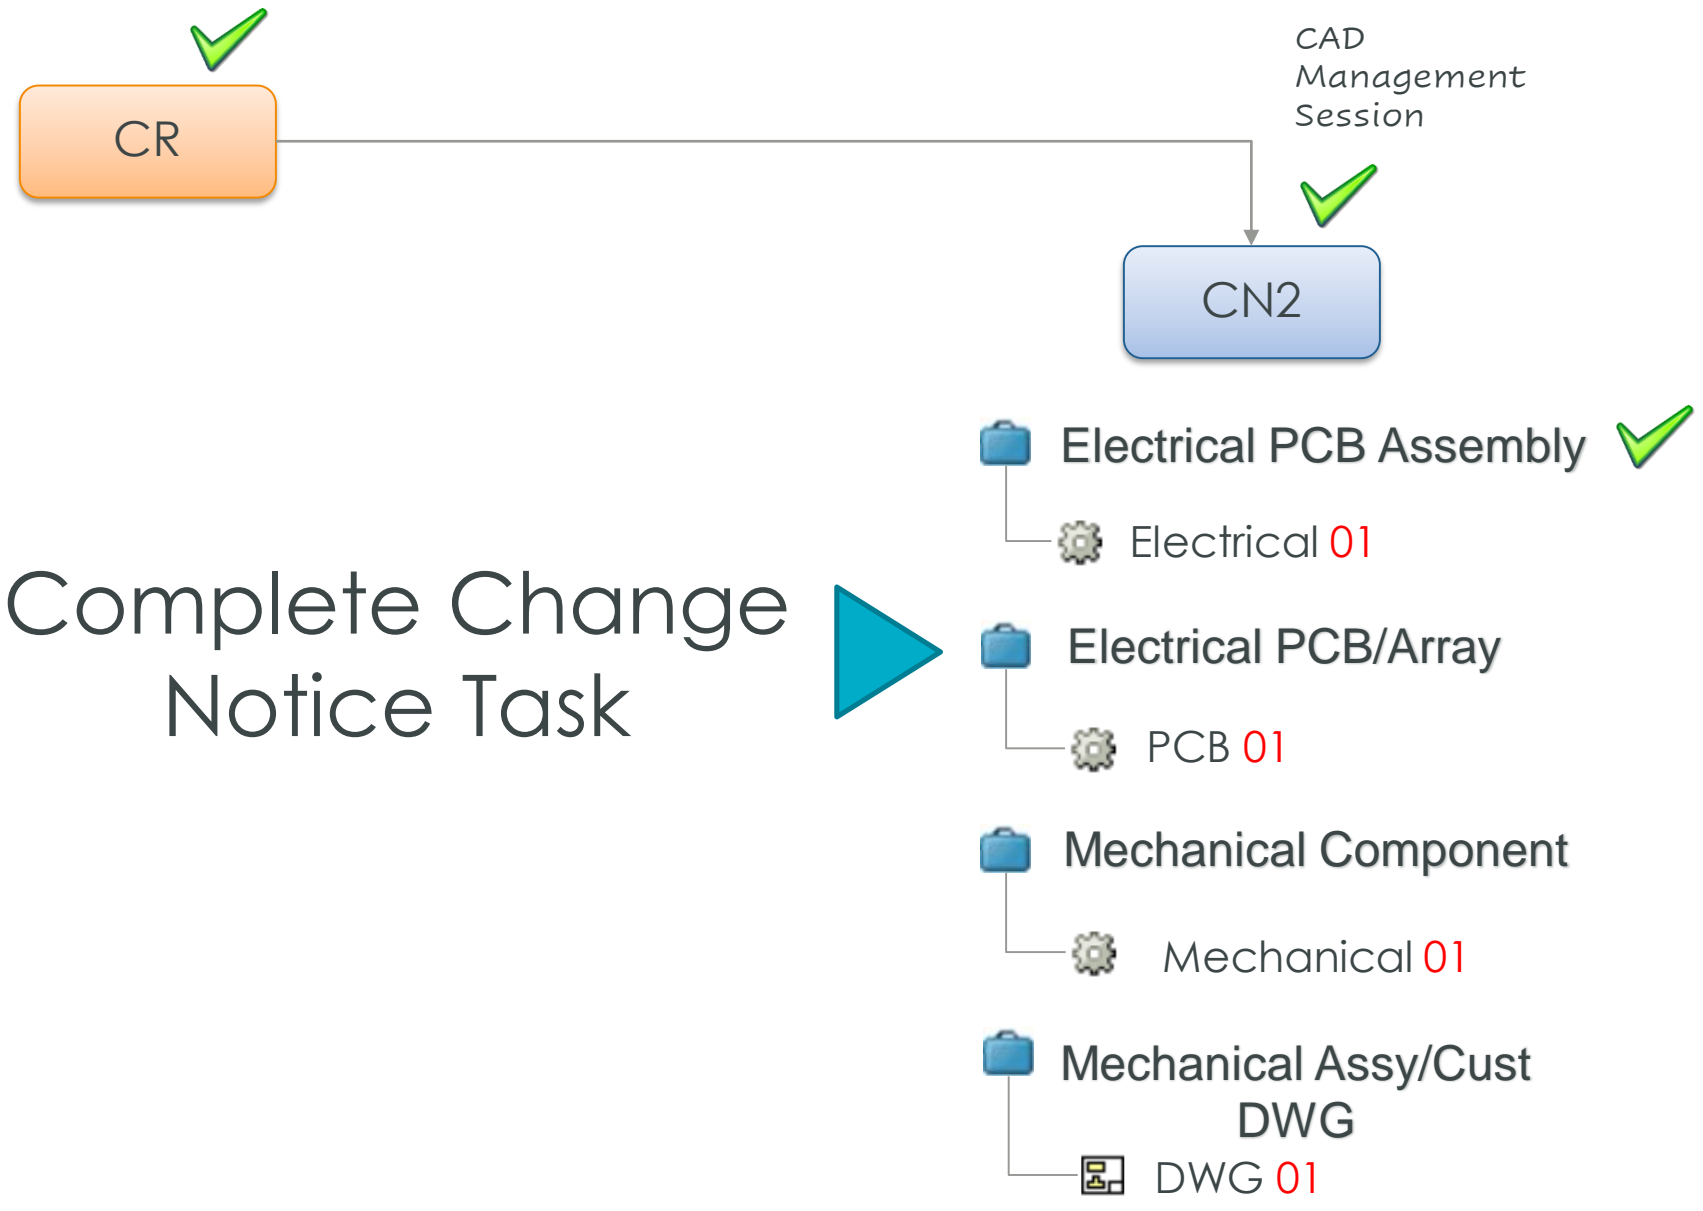 CAD
Management
Session
CR
CN2
Complete Change
Notice Task
Electrical PCB Assembly
Electrical 01
Electrical PCB/Array
PCB 01
Mechanical Component
Mechanical 01
Mechanical Assy/Cust
DWG
DWG 01